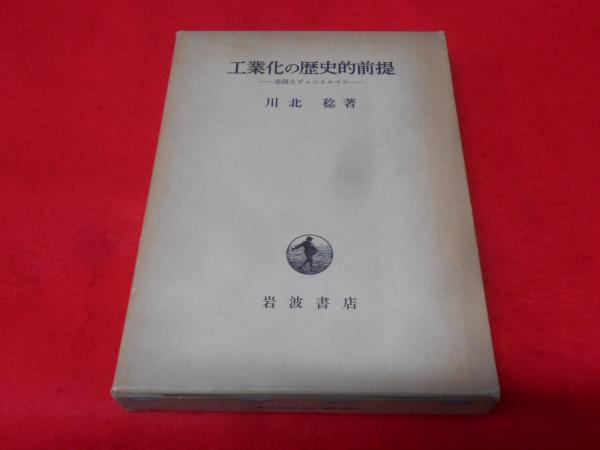 工業化の歴史的前提
——帝国とジェントルマン——
川北 稔 著
岩波書店